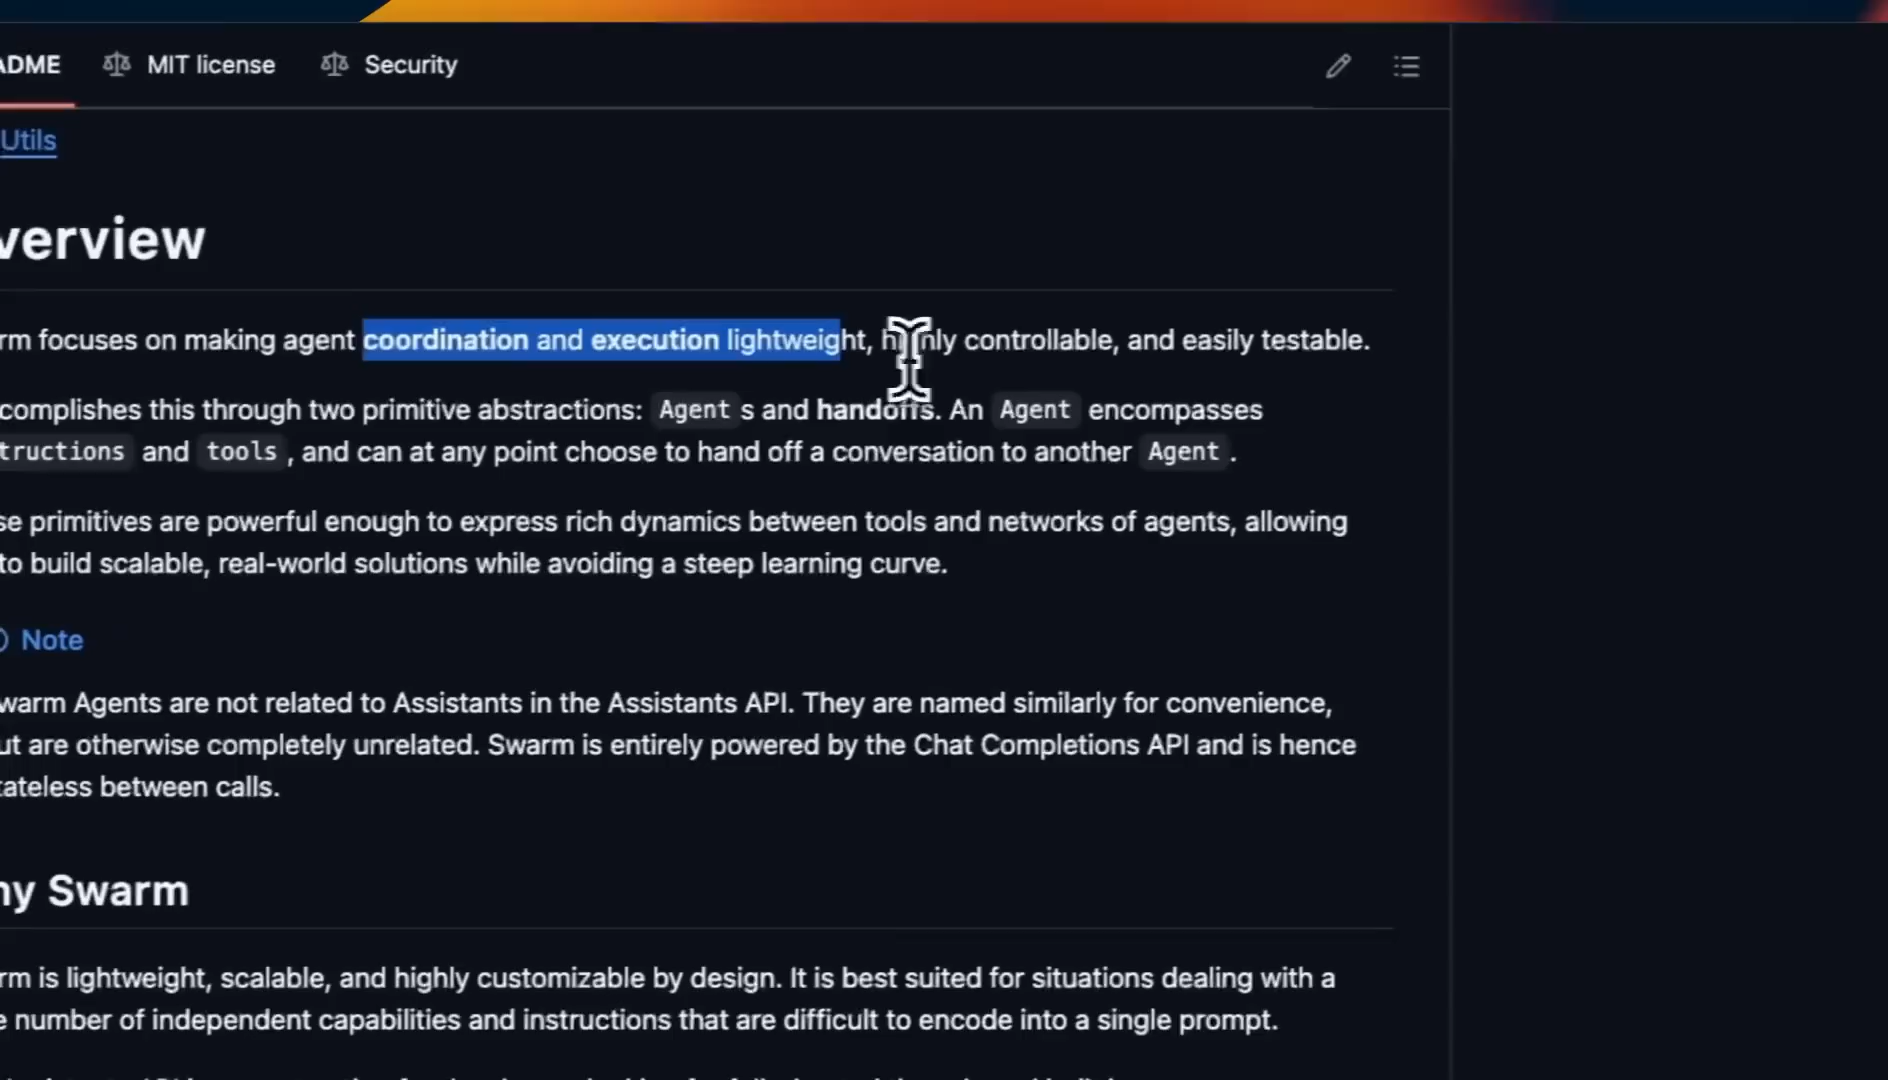 ADME MIT license Security
Utils
verview
rm focuses on making agent coordination and execution lightweight, highly controllable, and easily testable.
complishes this through two primitive abstractions: Agent s and handoffs. An Agent encompasses
tructions and tools , and can at any point choose to hand off a conversation to another Agent .
se primitives are powerful enough to express rich dynamics between tools and networks of agents, allowing
to build scalable, real-world solutions while avoiding a steep learning curve.
Note
warm Agents are not related to Assistants in the Assistants API. They are named similarly for convenience,
ut are otherwise completely unrelated. Swarm is entirely powered by the Chat Completions API and is hence
tateless between calls.
hy Swarm
rm is lightweight, scalable, and highly customizable by design. It is best suited for situations dealing with a
e number of independent capabilities and instructions that are difficult to encode into a single prompt.